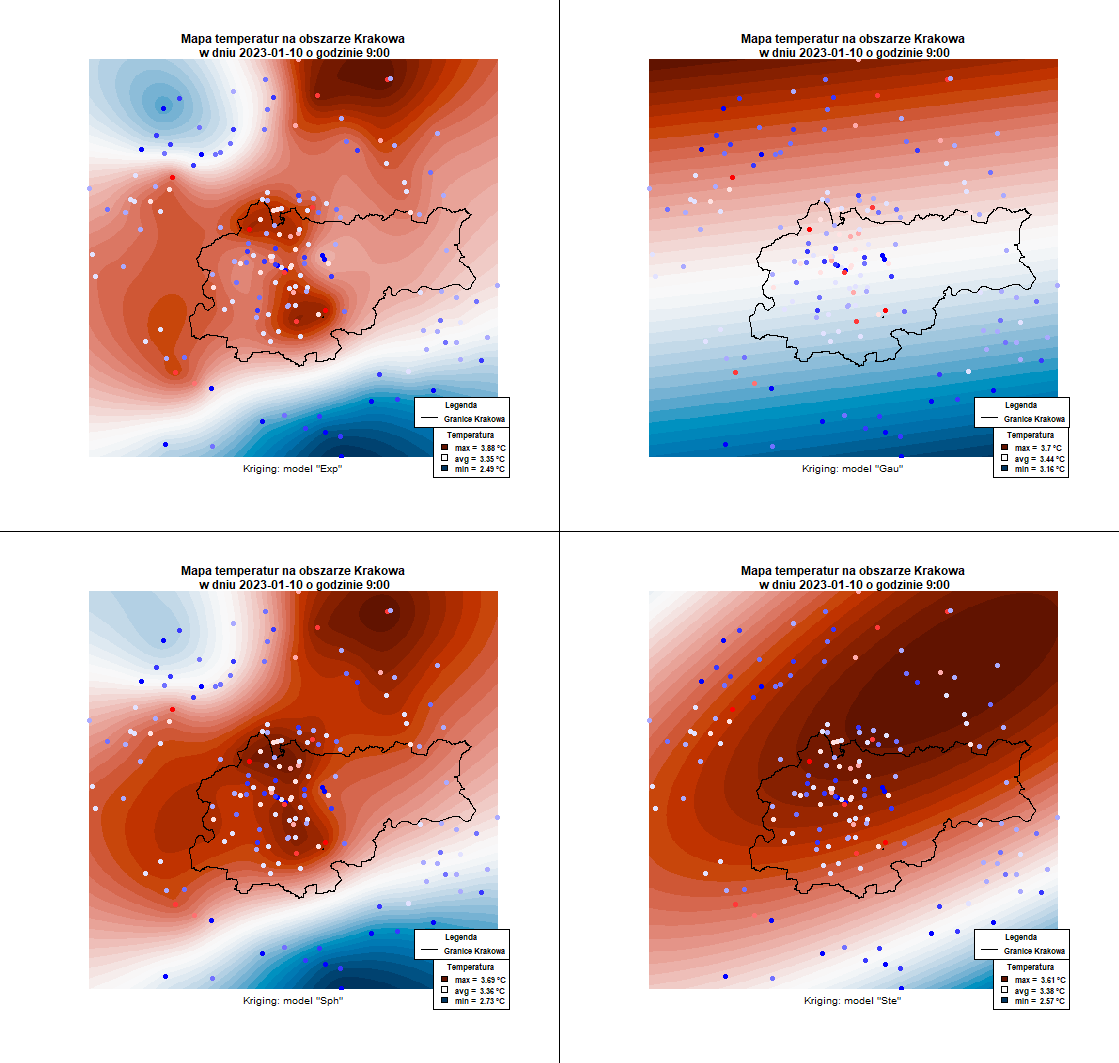 Mapa temperatur na obszarze Krakowa
w dniu 2023-01-10 o godzinie 9:00
Legenda
Granice Krakowa
Temperatura
max = 3.88 °C
avg = 3.35 °C
min = 2.49 °C
Kriging: model "Exp"
Mapa temperatur na obszarze Krakowa
w dniu 2023-01-10 o godzinie 9:00
Legenda
Granice Krakowa
Temperatura
max = 3.7 °C
avg = 3.44 °C
min = 3.16 °C
Kriging: model "Gau"
Mapa temperatur na obszarze Krakowa
w dniu 2023-01-10 o godzinie 9:00
Legenda
Granice Krakowa
Temperatura
max = 3.69 °C
avg = 3.36 °C
min = 2.73 °C
Kriging: model "Sph"
Mapa temperatur na obszarze Krakowa
w dniu 2023-01-10 o godzinie 9:00
Legenda
Granice Krakowa
Temperatura
max = 3.61 °C
avg = 3.38 °C
min = 2.57 °C
Kriging: model "Ste"